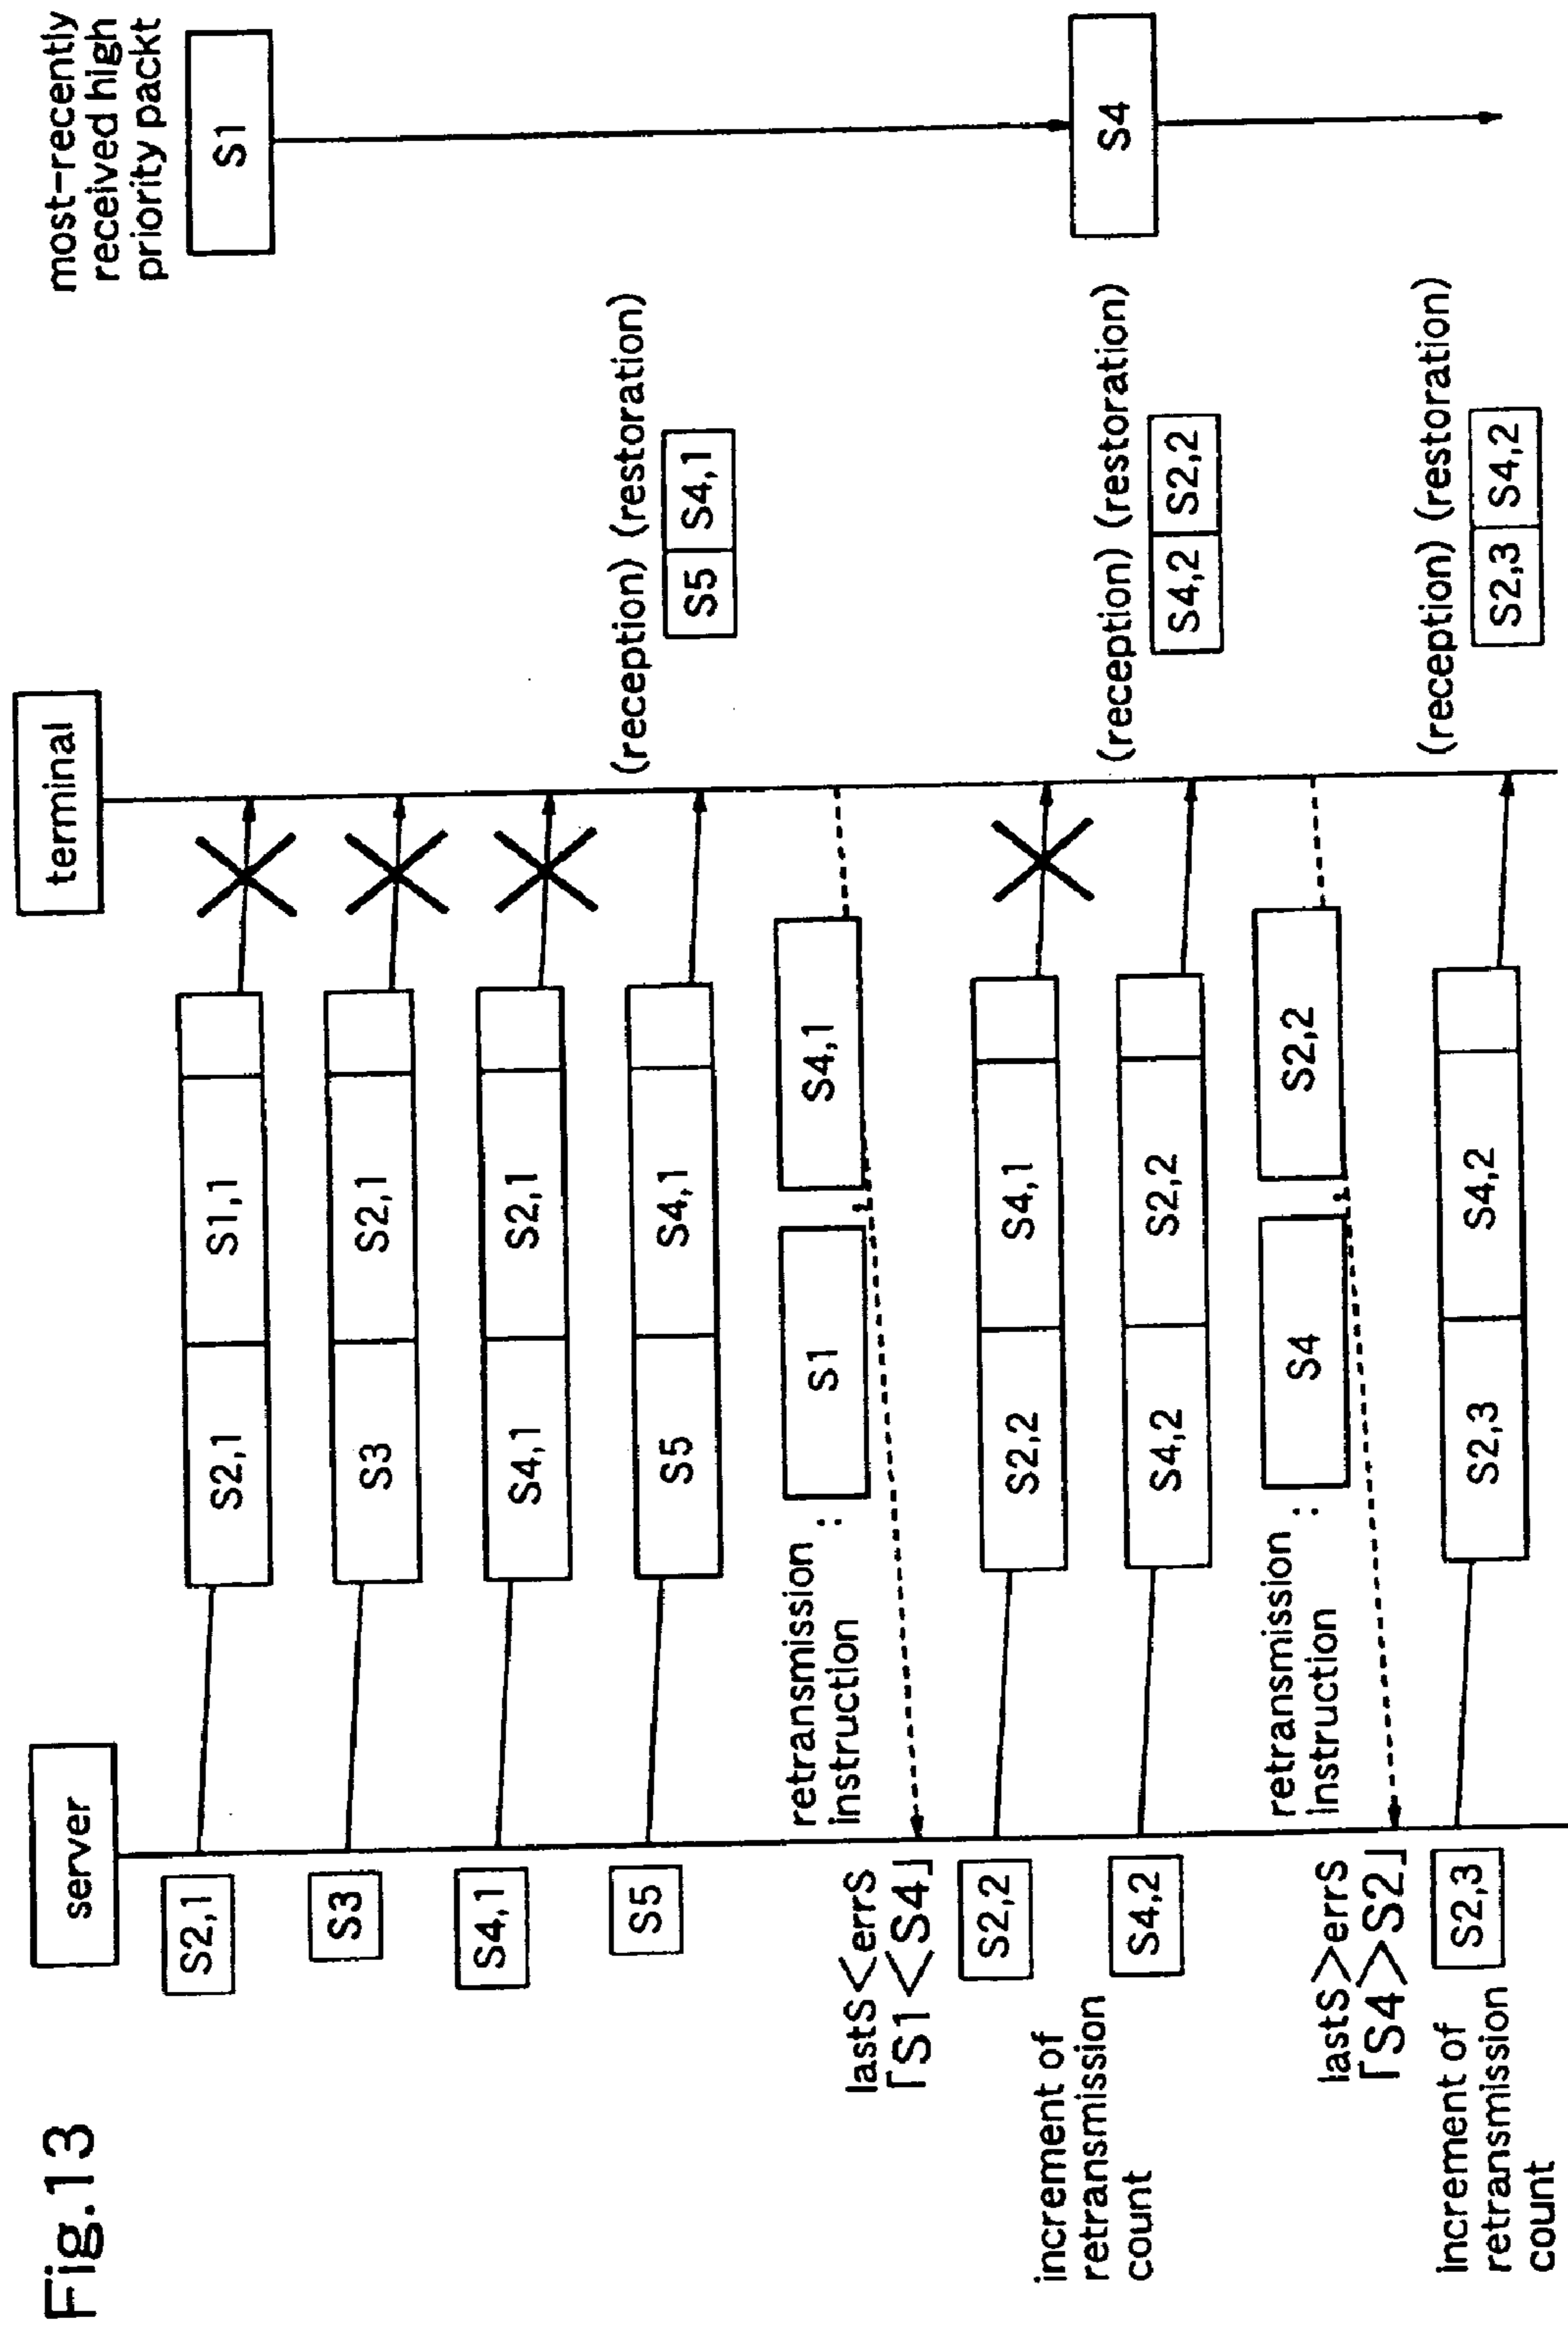 Fig.13
server
terminal
most-recently
received high
priority packt
S1
S2,1
S2,1
S1,1
S3
S3
S2,1
S4,1
S4,1
S2,1
S5
S5
S4,1
(reception) (restoration)
S5
S4,1
retransmission
instruction
:
S1
,
S4,1
lastS<errS
「S1<S4」
S2,2
S2,2
S4,1
increment of
retransmission
count
S4,2
S4,2
S2,2
(reception) (restoration)
S4,2
S2,2
S4
retransmission
instruction
:
S4
,
S2,2
lastS>errS
「S4>S2」
increment of
retransmission
count
S2,3
S2,3
S4,2
(reception) (restoration)
S2,3
S4,2